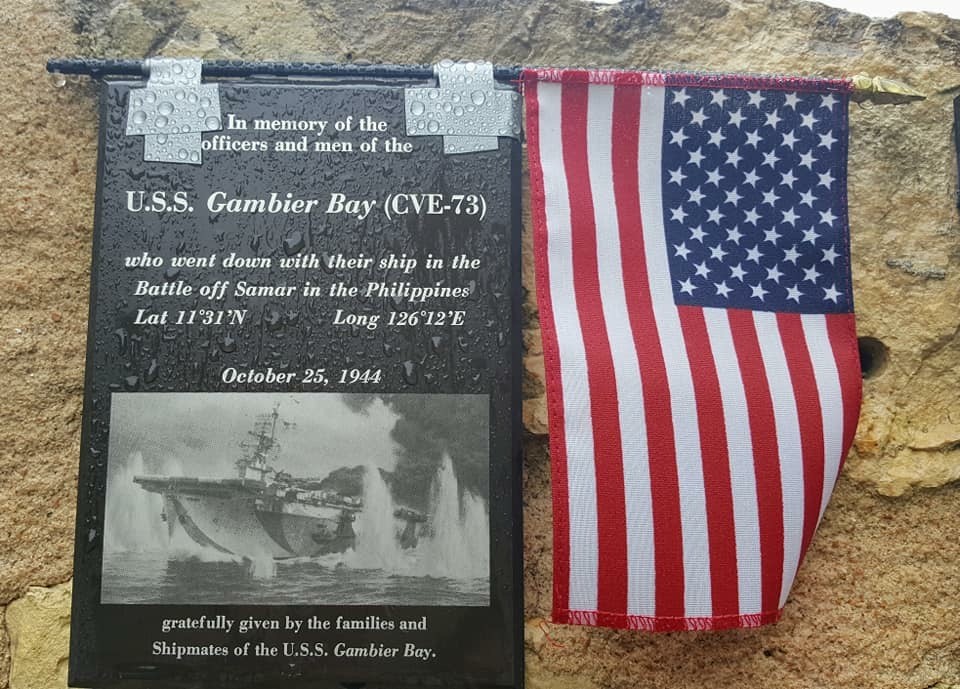 In memory of the
officers and men of the
U.S.S. Gambier Bay (CVE-73)
who went down with their ship in the
Battle off Samar in the Philippines
Lat 11°31'N Long 126°12'E
October 25, 1944
gratefully given by the families and
Shipmates of the U.S.S. Gambier Bay.